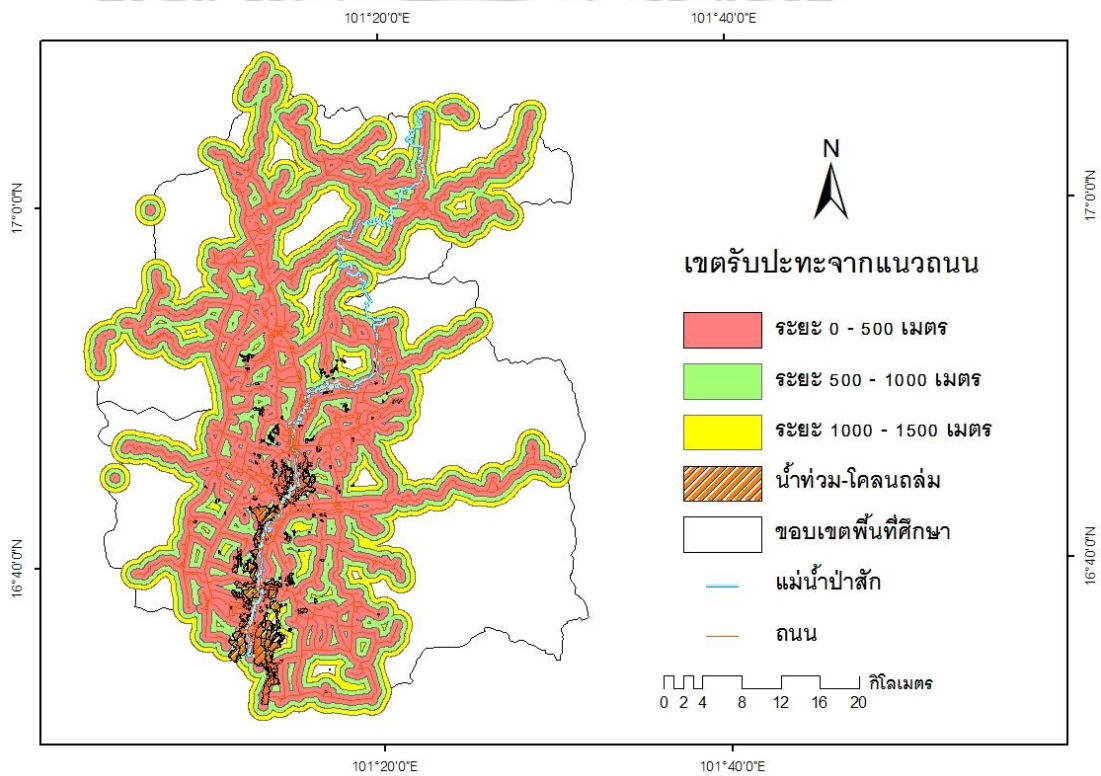 101°20'0"E
101°40'0"E
17°0'0"N
17°0'0"N
N
เขตรับปะทะจากแนวถนน
ระยะ 0 - 500 เมตร
ระยะ 500 - 1000 เมตร
ระยะ 1000 - 1500 เมตร
น้ำท่วม-โคลนถล่ม
ขอบเขตพื้นที่ศึกษา
แม่น้ำป่าสัก
ถนน
16°40'0"N
16°40'0"N
กิโลเมตร
0 2 4 8 12 16 20
101°20'0"E
101°40'0"E